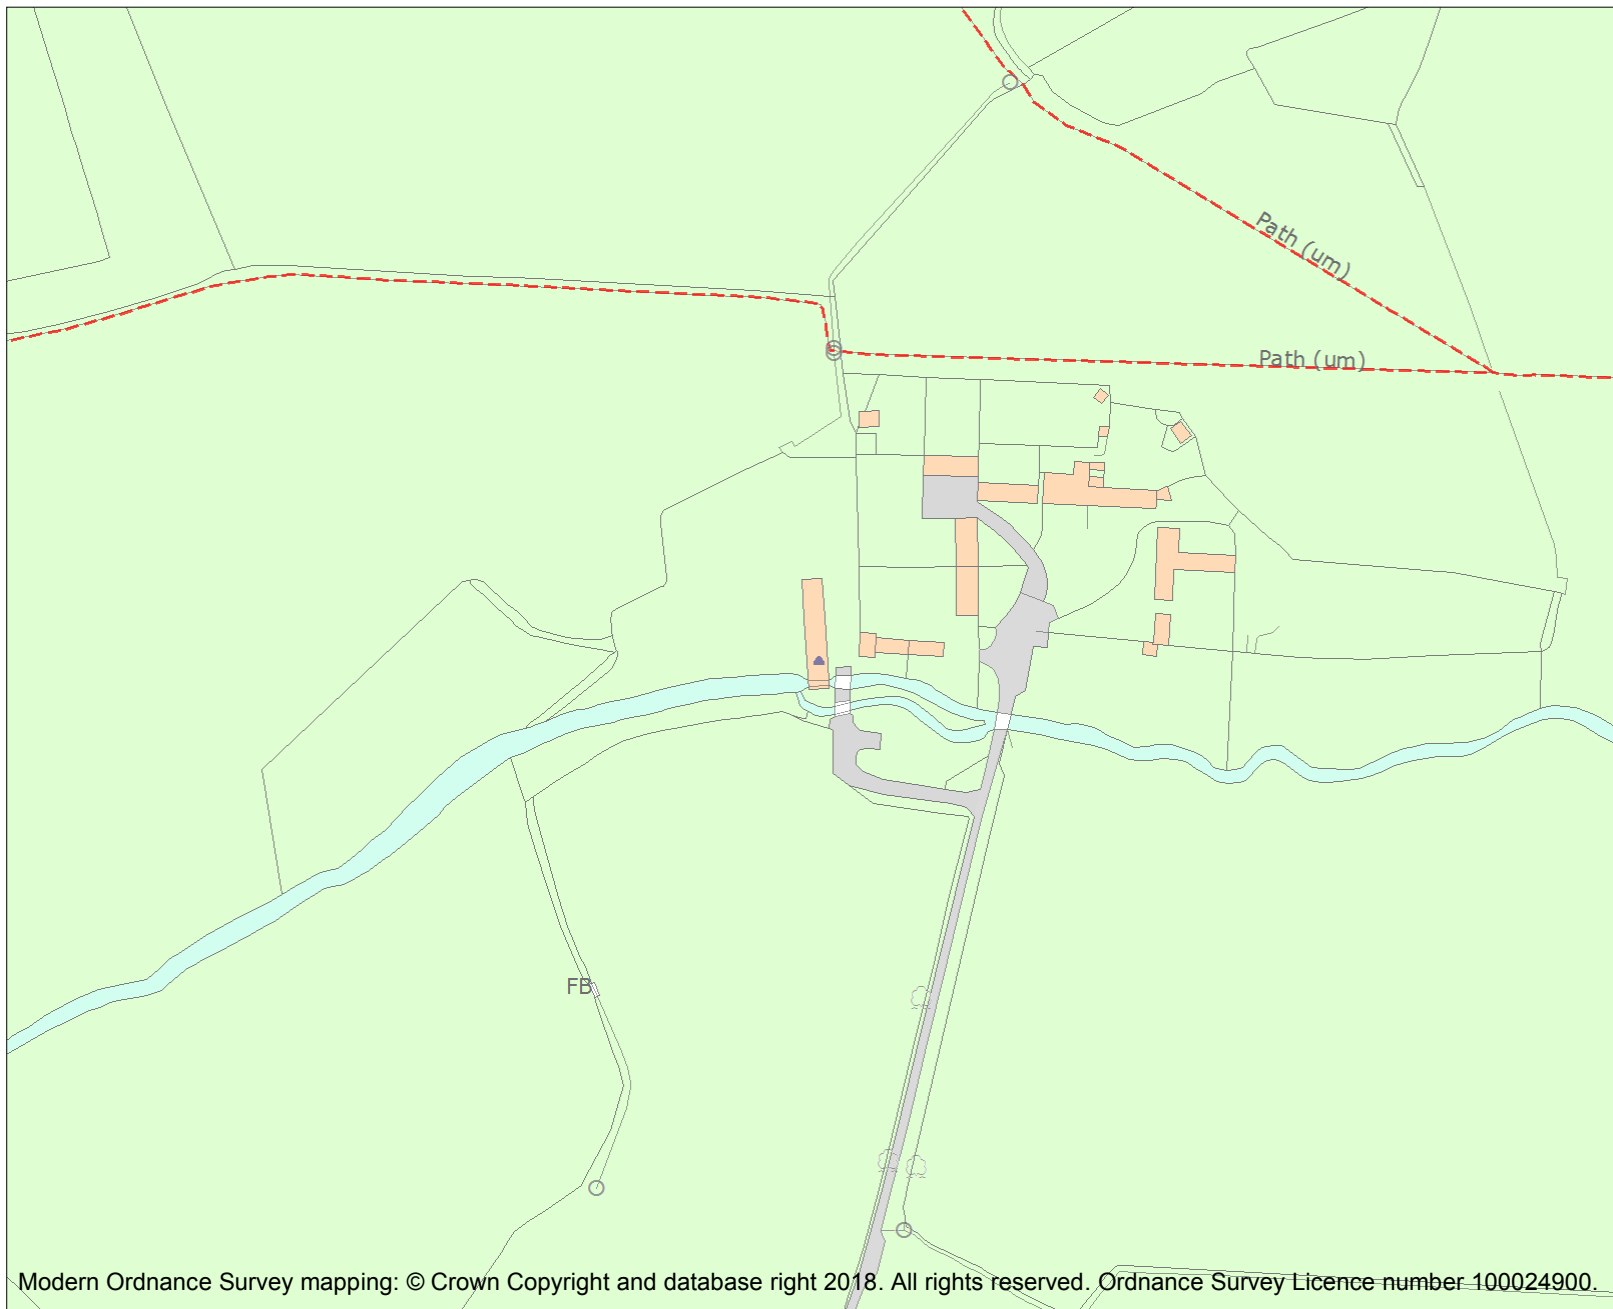 Path (um)
Path (um)
FB
Modern Ordnance Survey mapping: © Crown Copyright and database right 2018. All rights reserved. Ordnance Survey Licence number 100024900.